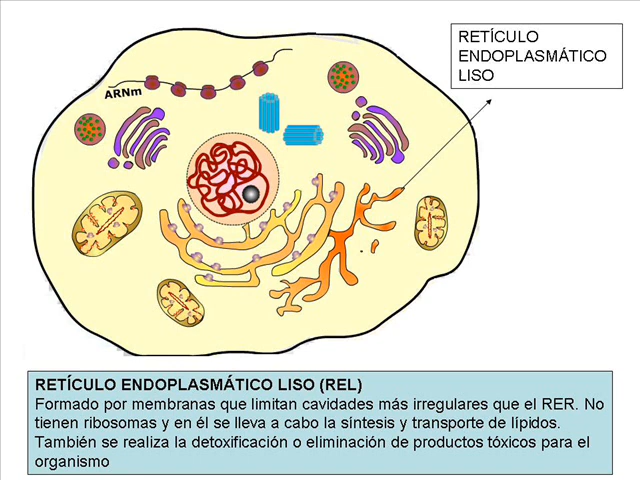 RETÍCULO
ENDOPLASMÁTICO
LISO
ARNm
RETÍCULO ENDOPLASMÁTICO LISO (REL)
Formado por membranas que limitan cavidades más irregulares que el RER. No
tienen ribosomas y en él se lleva a cabo la síntesis y transporte de lípidos.
También se realiza la detoxificación o eliminación de productos tóxicos para el
organismo